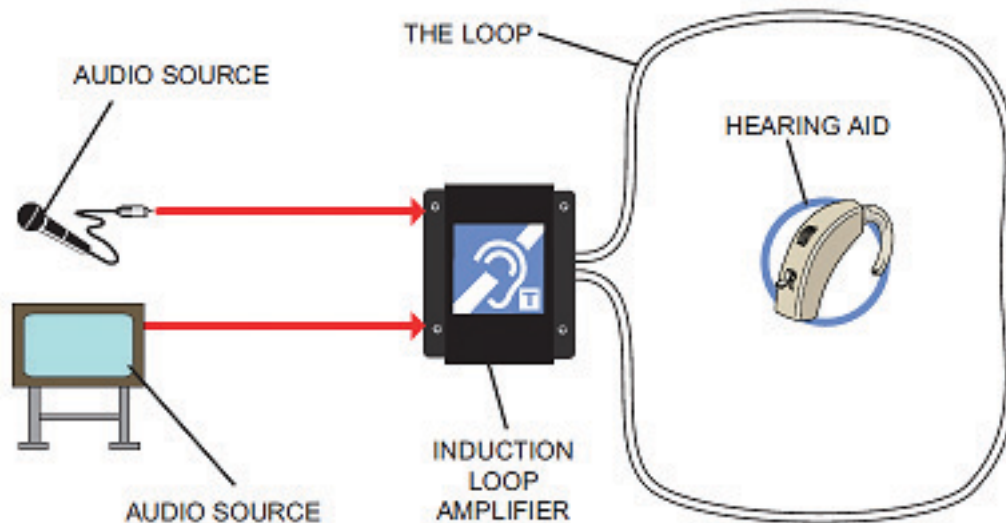 THE LOOP
AUDIO SOURCE
HEARING AID
T
INDUCTION
LOOP
AMPLIFIER
AUDIO SOURCE